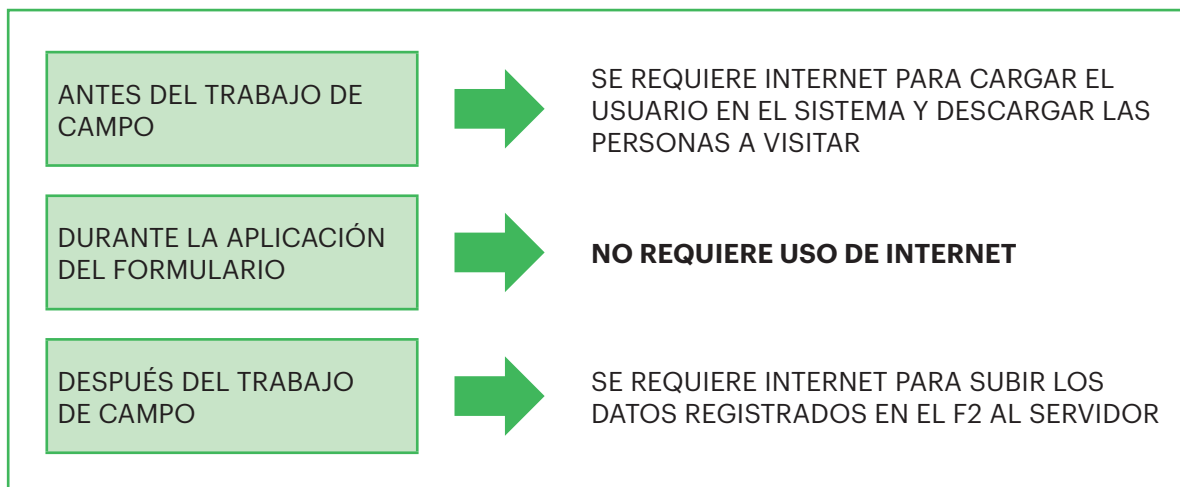 ANTES DEL TRABAJO DE
CAMPO
SE REQUIERE INTERNET PARA CARGAR EL
USUARIO EN EL SISTEMA Y DESCARGAR LAS
PERSONAS A VISITAR
DURANTE LA APLICACIÓN
DEL FORMULARIO
NO REQUIERE USO DE INTERNET
DESPUÉS DEL TRABAJO
DE CAMPO
SE REQUIERE INTERNET PARA SUBIR LOS
DATOS REGISTRADOS EN EL F2 AL SERVIDOR